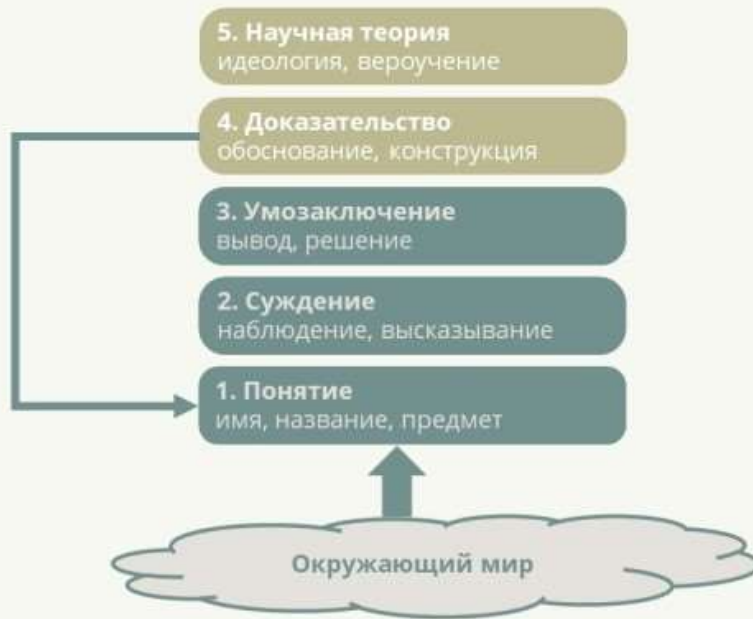 5. Научная теория
идеология, вероучение
4. Доказательство
обоснование, конструкция
3. Умозаключение
вывод, решение
2. Суждение
наблюдение, высказывание
1. Понятие
имя, название, предмет
Окружающий мир